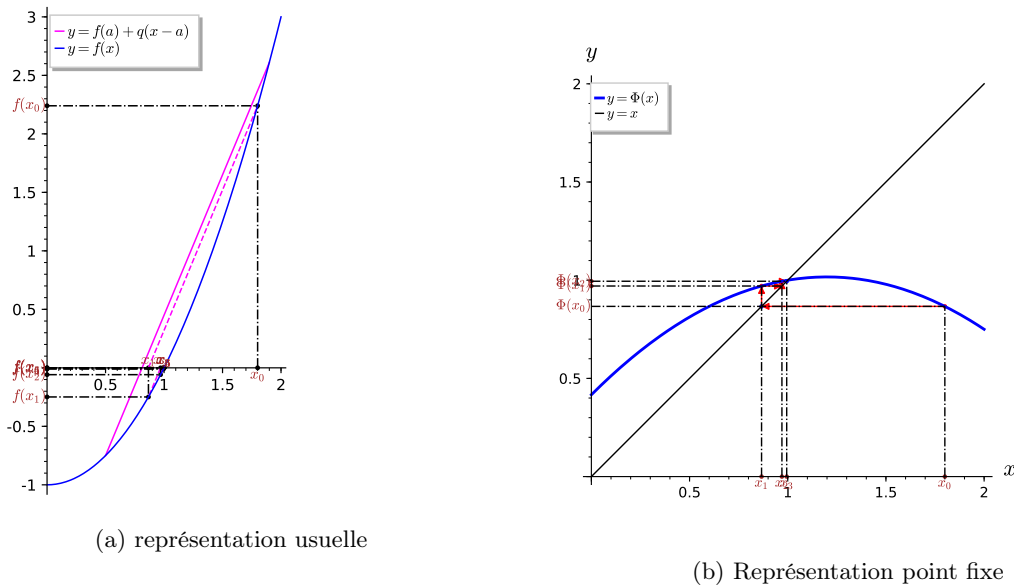 3
y = f(a) + q(x − a)
y = f(x)
2.5
f(x₀)
2
1.5
1
0.5
f(x₂)
f(x₁)
0.5
1
1.5
2
x₀
-0.5
-1
(a) représentation usuelle
y
2
y = Φ(x)
y = x
1.5
1
Φ(x₁)
Φ(x₀)
0.5
x
0.5
1
1.5
2
x₁
x₀
(b) Représentation point fixe